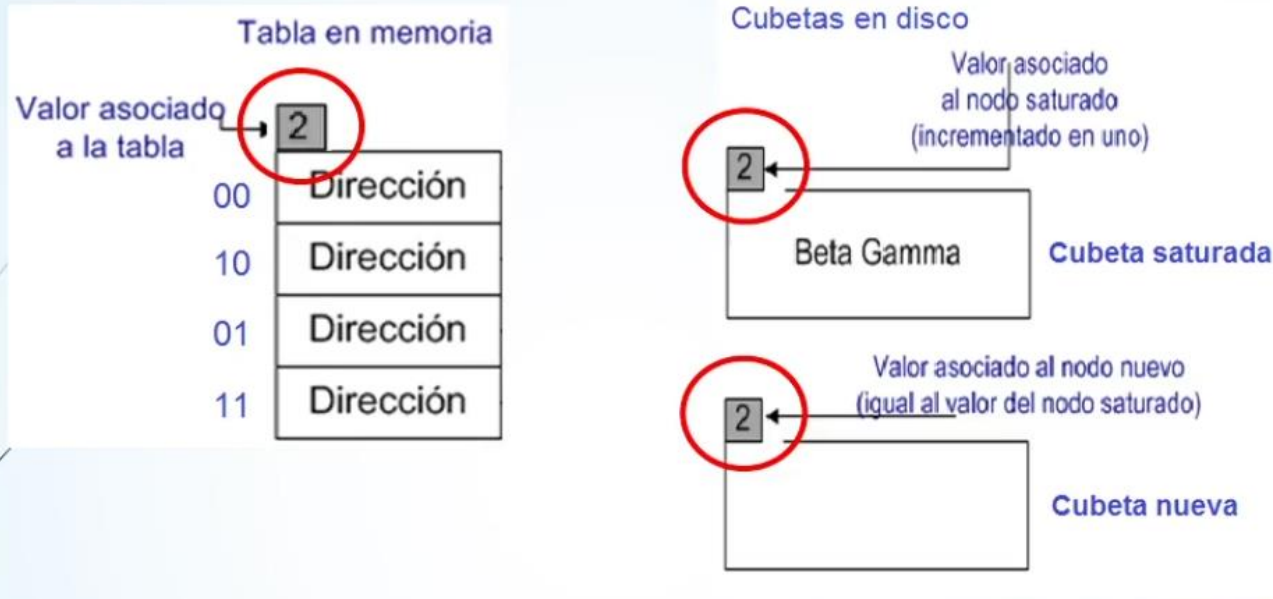 Tabla en memoria
Valor asociado
a la tabla
2
00 Dirección
10 Dirección
01 Dirección
11 Dirección
Cubetas en disco
Valor asociado
al nodo saturado
(incrementado en uno)
2
Beta Gamma
Cubeta saturada
Valor asociado al nodo nuevo
(igual al valor del nodo saturado)
2
Cubeta nueva